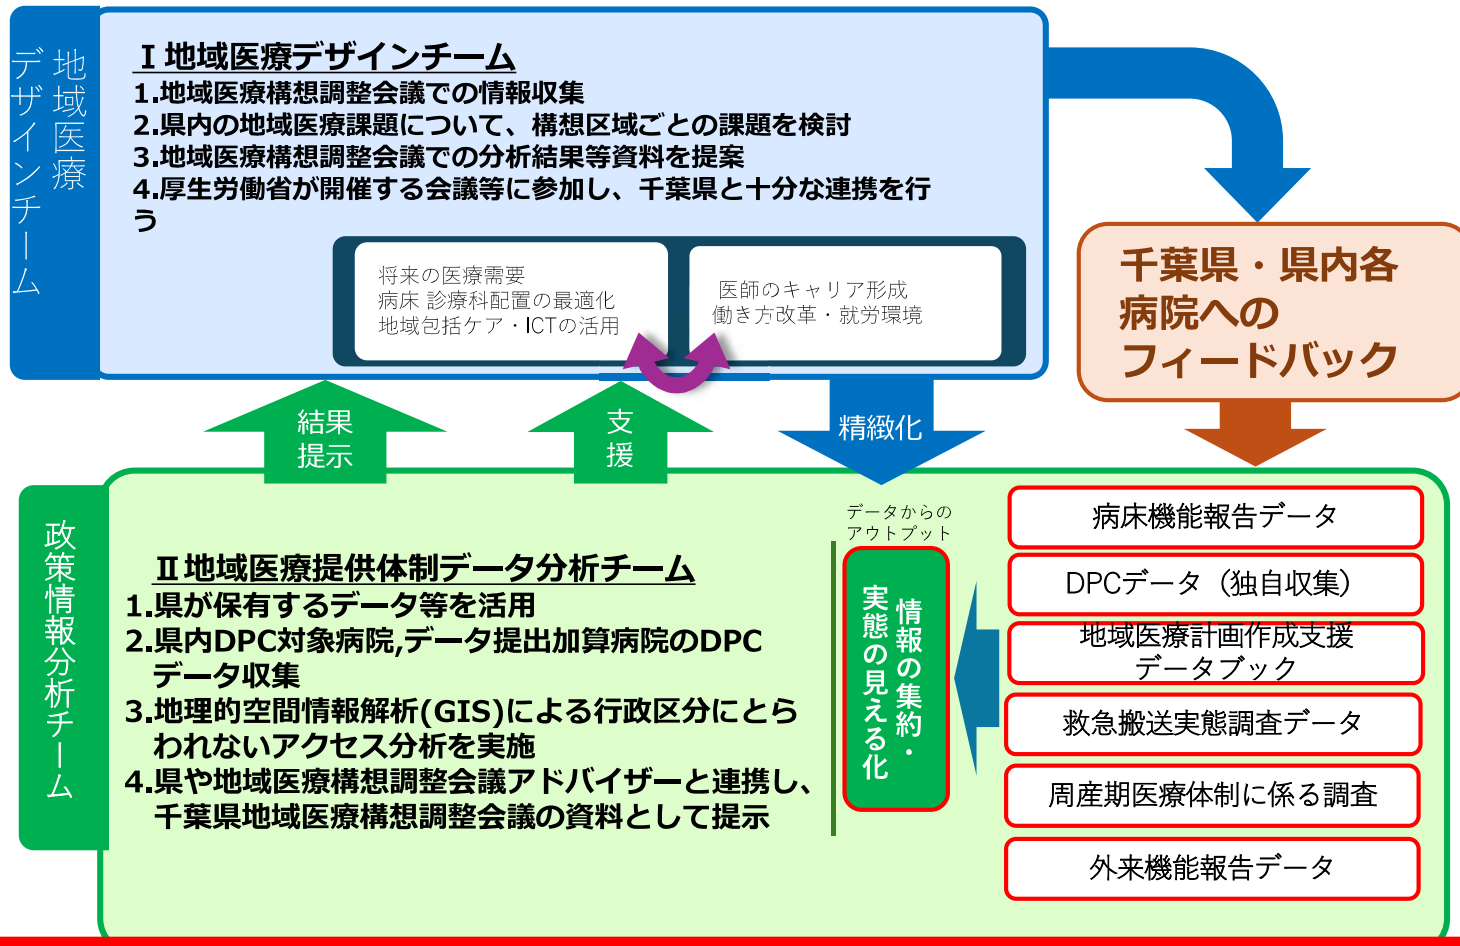 地域医療
デザインチーム
Ⅰ地域医療デザインチーム
1.地域医療構想調整会議での情報収集
2.県内の地域医療課題について、構想区域ごとの課題を検討
3.地域医療構想調整会議での分析結果等資料を提案
4.厚生労働省が開催する会議等に参加し、千葉県と十分な連携を行
う
将来の医療需要
病床 診療科配置の最適化
地域包括ケア・ICTの活用
医師のキャリア形成
働き方改革・就労環境
千葉県・県内各
病院への
フィードバック
結果
提示
支
援
精緻化
政策情報分析チーム
Ⅱ地域医療提供体制データ分析チーム
1.県が保有するデータ等を活用
2.県内DPC対象病院,データ提出加算病院のDPC
データ収集
3.地理的空間情報解析(GIS)による行政区分にとら
われないアクセス分析を実施
4.県や地域医療構想調整会議アドバイザーと連携し、
千葉県地域医療構想調整会議の資料として提示
データからの
アウトプット
情報の集約・
実態の見える化
病床機能報告データ
DPCデータ（独自収集）
地域医療計画作成支援
データブック
救急搬送実態調査データ
周産期医療体制に係る調査
外来機能報告データ